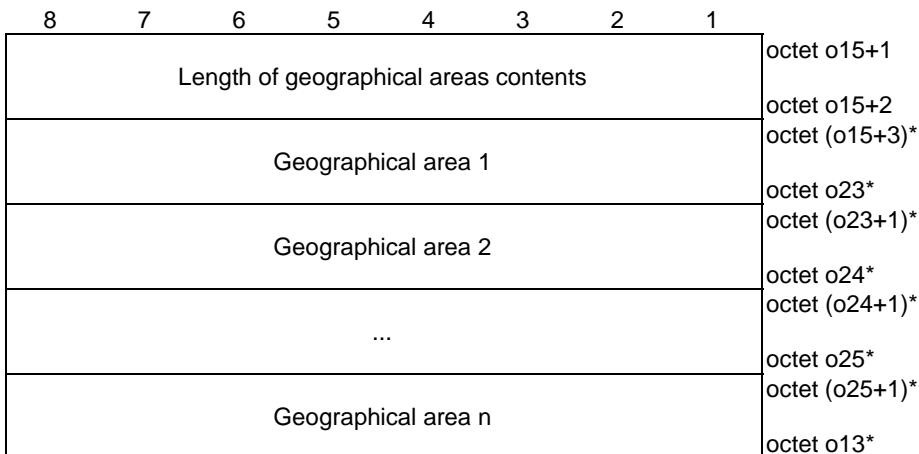 8 7 6 5 4 3 2 1
octet o15+1
Length of geographical areas contents
octet o15+2
octet (o15+3)*
Geographical area 1
octet o23*
octet (o23+1)*
Geographical area 2
octet o24*
octet (o24+1)*
...
octet o25*
octet (o25+1)*
Geographical area n
octet o13*